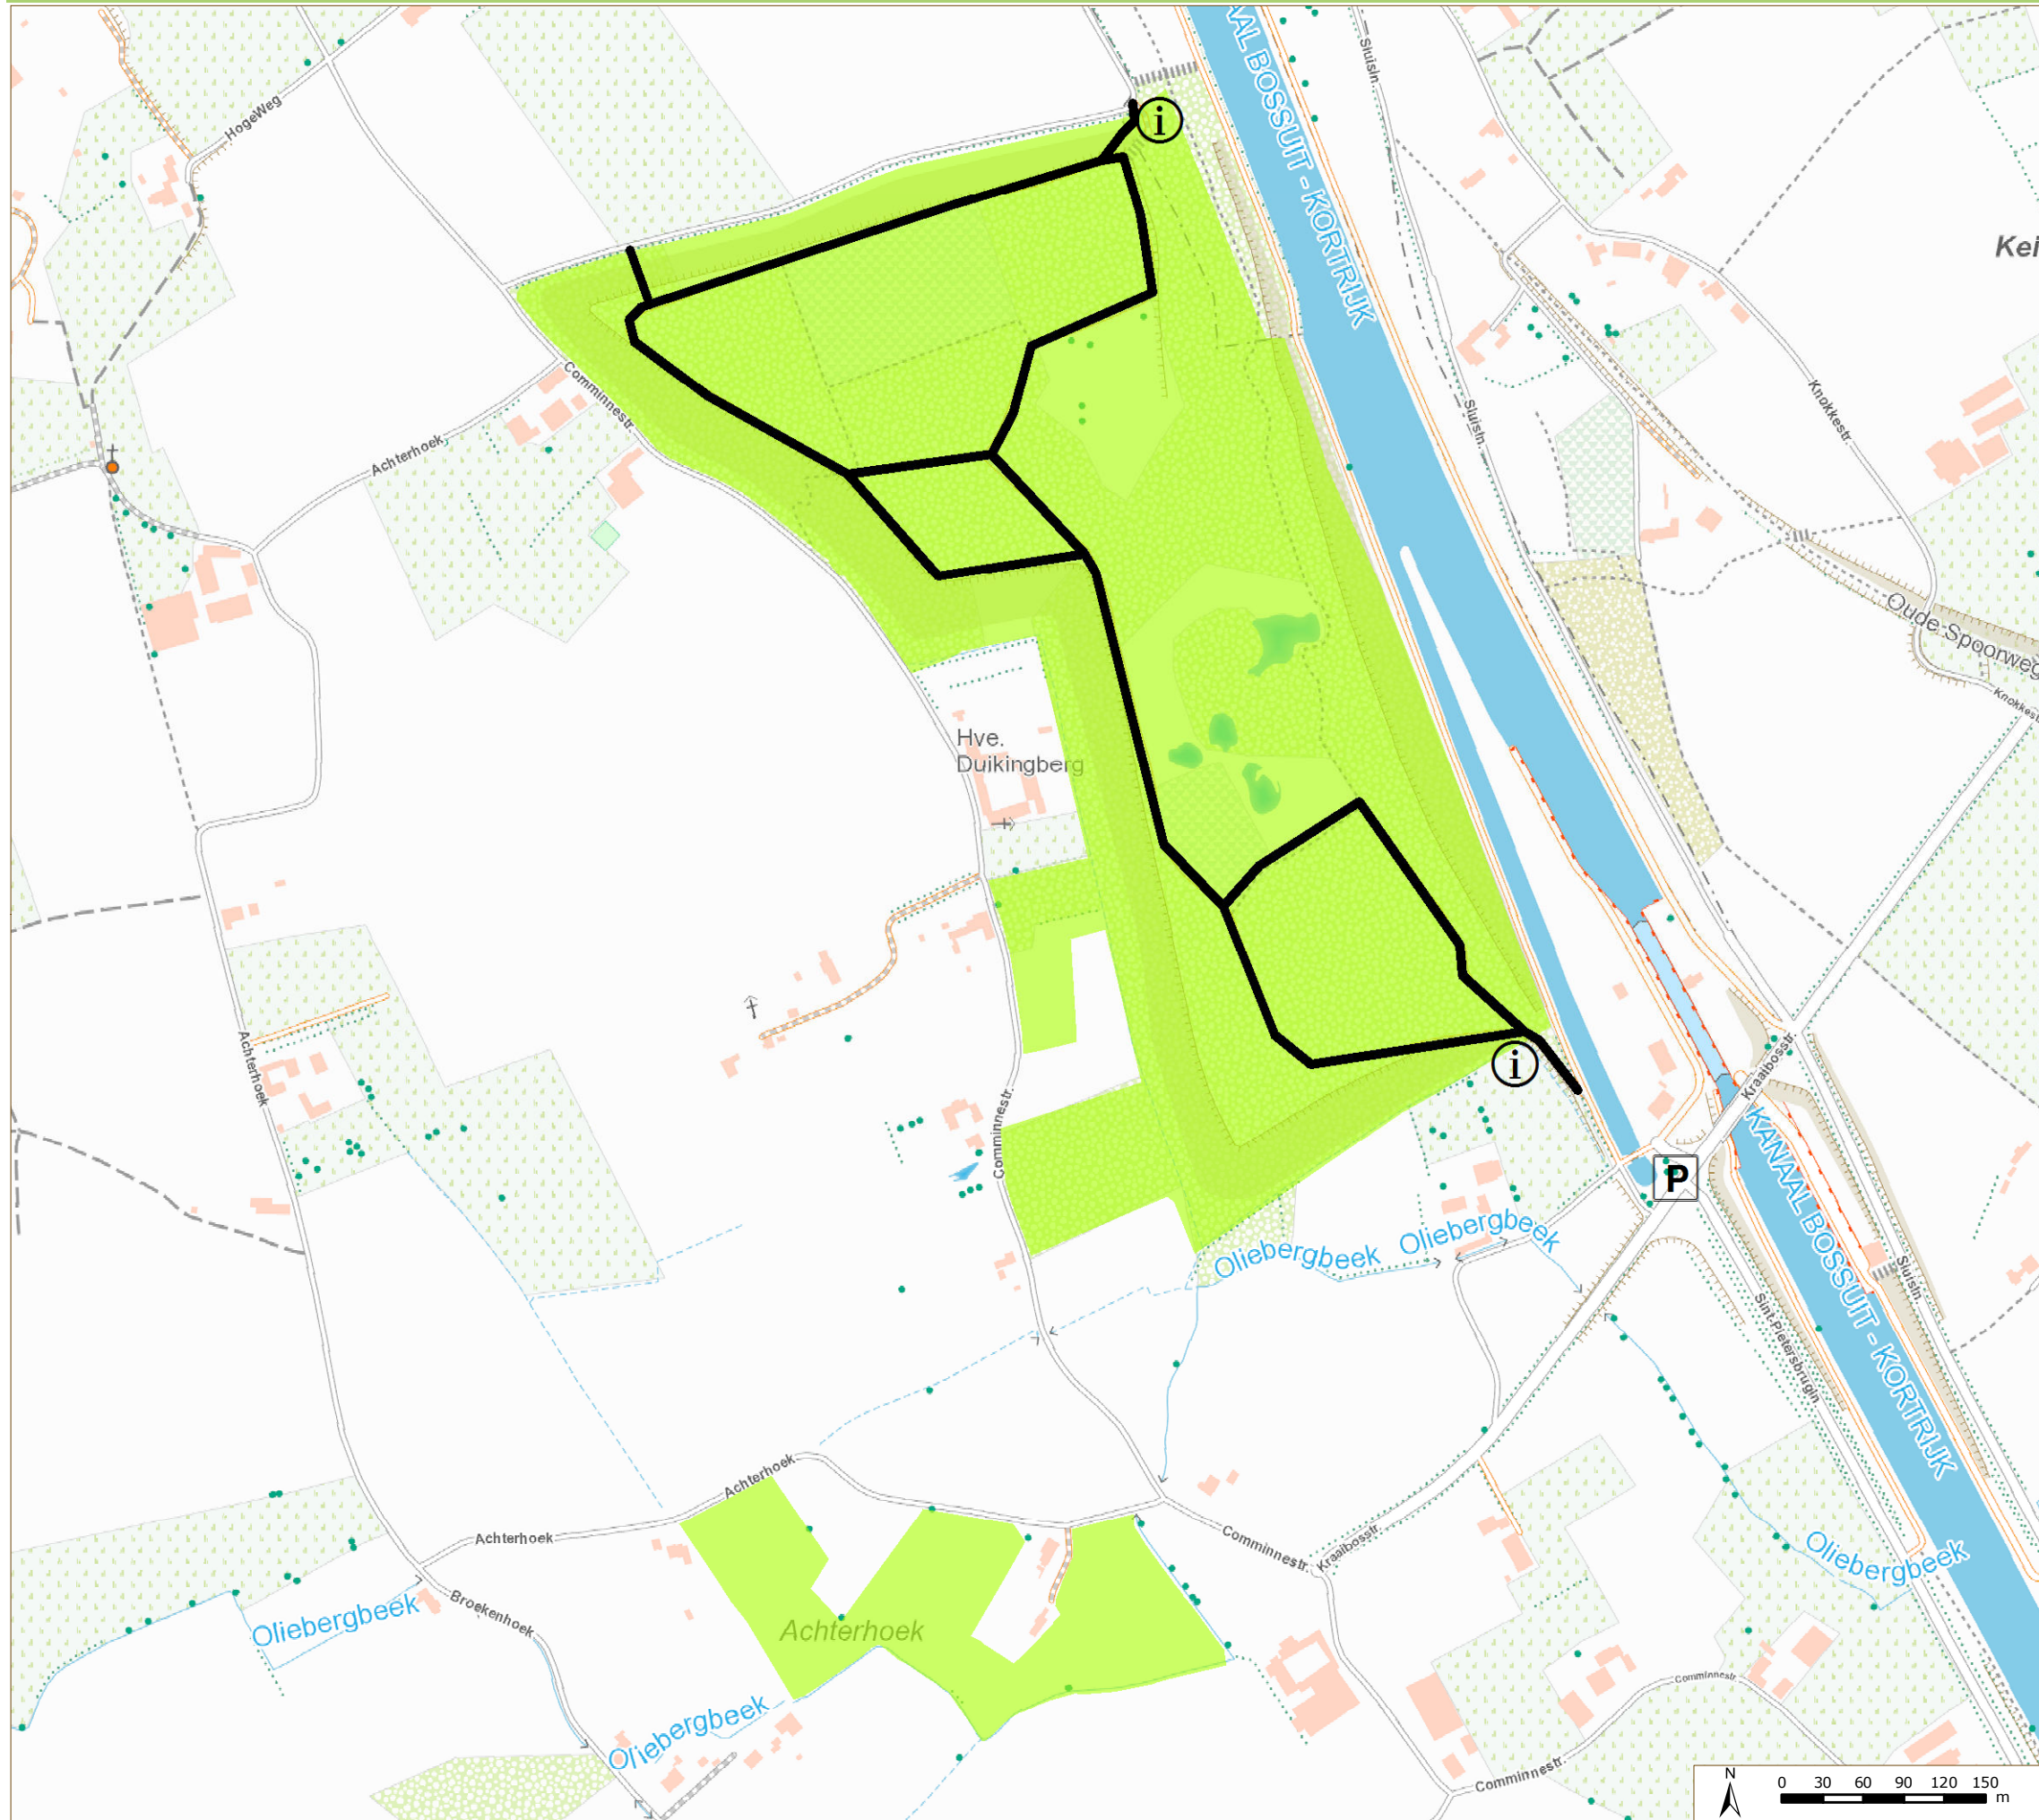 KANAAL BOSSUIT - KORTRIJK
Sluisln.
HogeWeg
i
Kei
Comminnestr.
Achterhoek
Sluisln.
Knokkestr.
Oude Spoorweg
Knokkestr.
Hve.
Duikingberg
Achterhoek
Comminnestr.
i
Kraaibosstr.
P
KANAAL BOSSUIT - KORTRIJK
Oliebergbeek
Oliebergbeek
Sluisln.
Sint-Pietersbrugln.
Achterhoek
Achterhoek
Comminnestr.
Kraaibosstr.
Oliebergbeek
Broekenhoek
Oliebergbeek
Achterhoek
Comminnestr.
Oliebergbeek
Comminnestr.
N
0 30 60 90 120 150
m